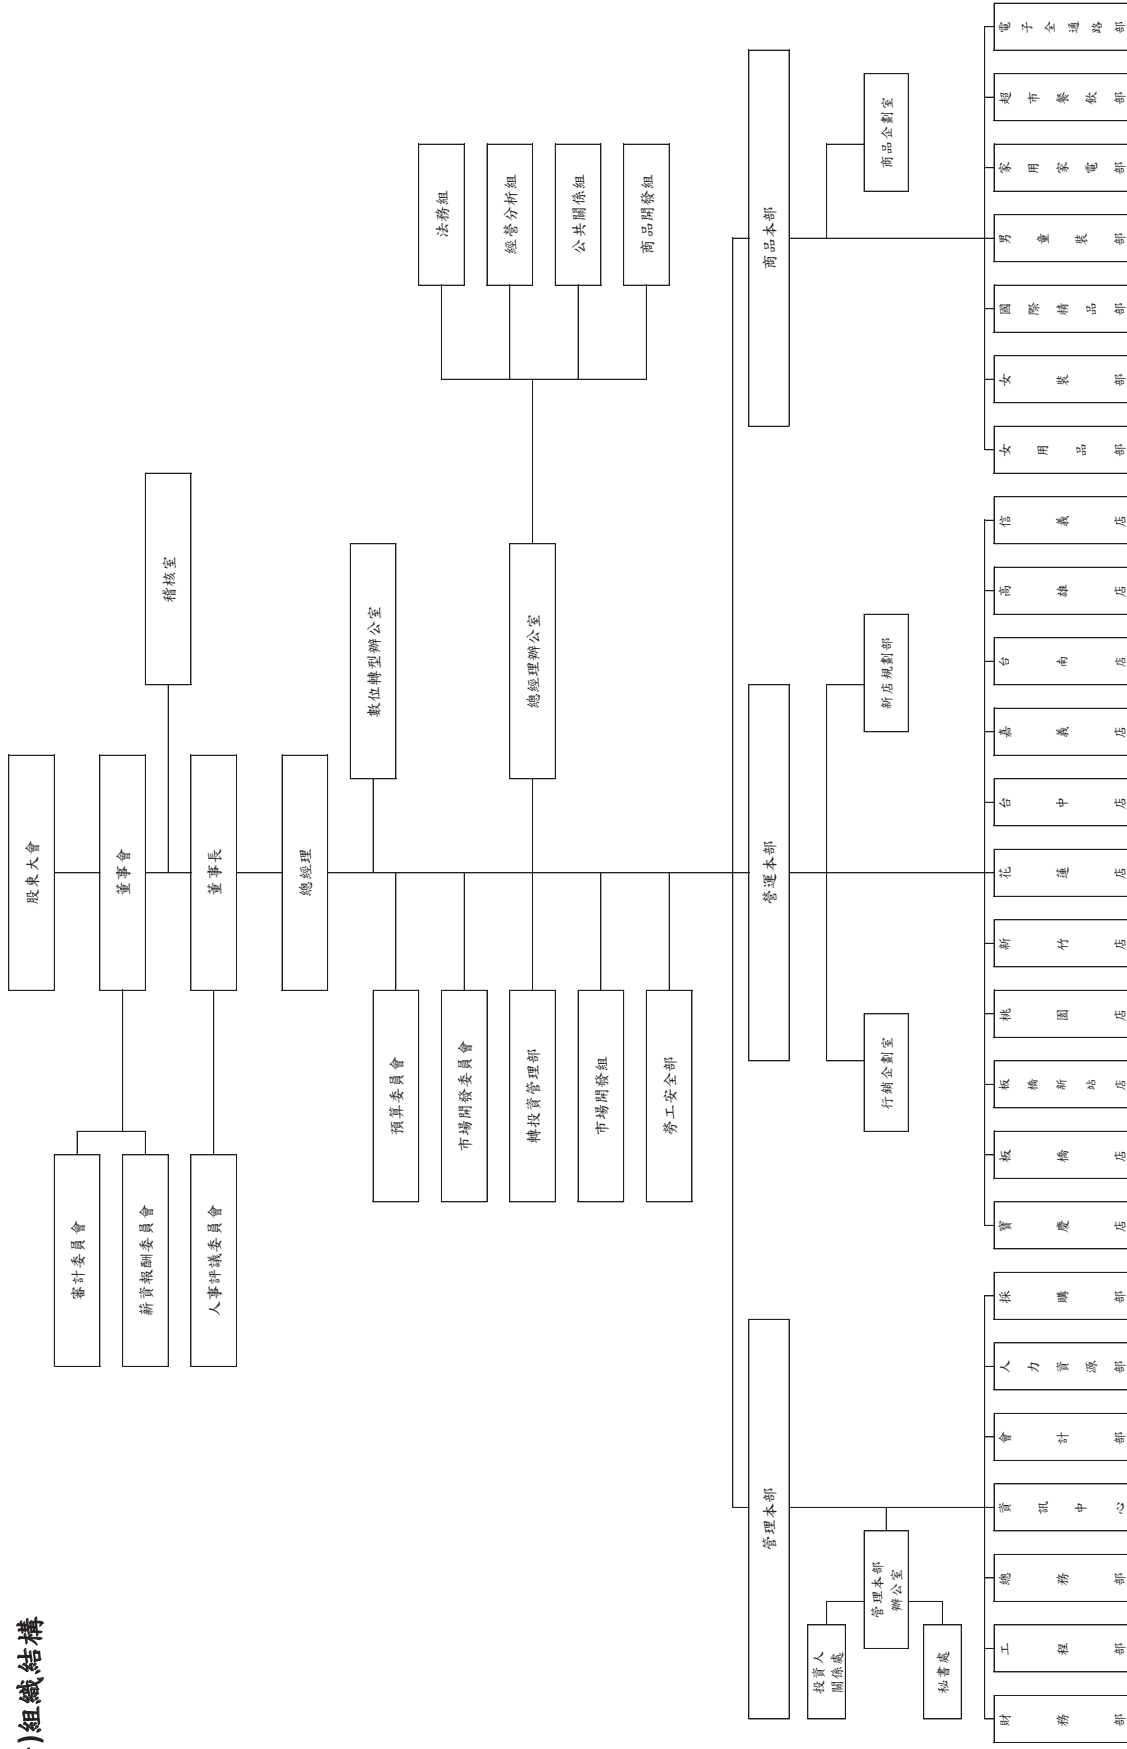 )組織結構
股東大會
董事會
稽核室
審計委員會
薪資報酬委員會
董事長
人事評議委員會
總經理
數位轉型辦公室
預算委員會
市場開發委員會
轉投資管理部
總經理辦公室
市場開發組
勞工安全部
法務組
經營分析組
公共關係組
商品開發組
管理本部
營運本部
商品本部
投資人
關係處
管理本部
辦公室
秘書處
行銷企劃室
新店規劃部
商品企劃室
財務部
工程部
總務部
資訊中心
會計部
人力資源部
採購部
寶慶店
板橋店
板橋新站店
桃園店
新竹店
花蓮店
台中店
嘉義店
台南店
高雄店
信義店
女用品部
女裝部
國際精品部
男童裝部
家用家電部
超市餐飲部
電子全通路部